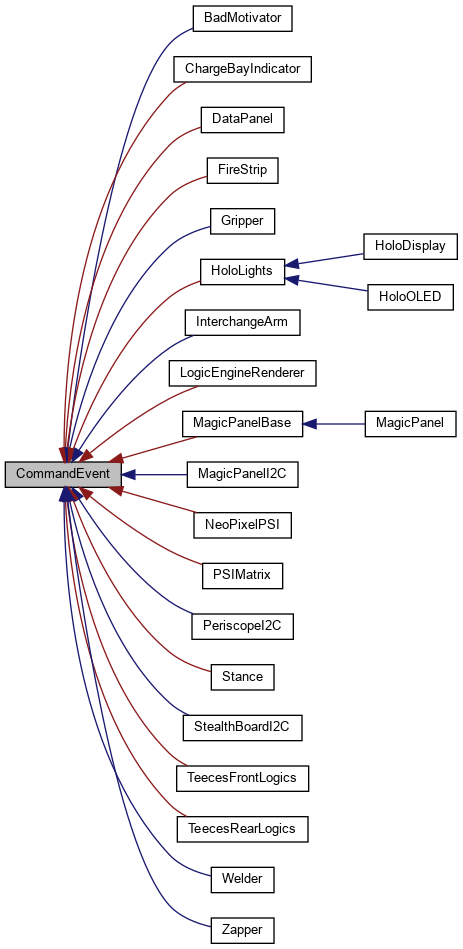 BadMotivator
ChargeBayIndicator
DataPanel
FireStrip
Gripper
HoloDisplay
HoloLights
HoloOLED
InterchangeArm
LogicEngineRenderer
MagicPanelBase
MagicPanel
CommandEvent
MagicPanelI2C
NeoPixelPSI
PSIMatrix
PeriscopeI2C
Stance
StealthBoardI2C
TeecesFrontLogics
TeecesRearLogics
Welder
Zapper